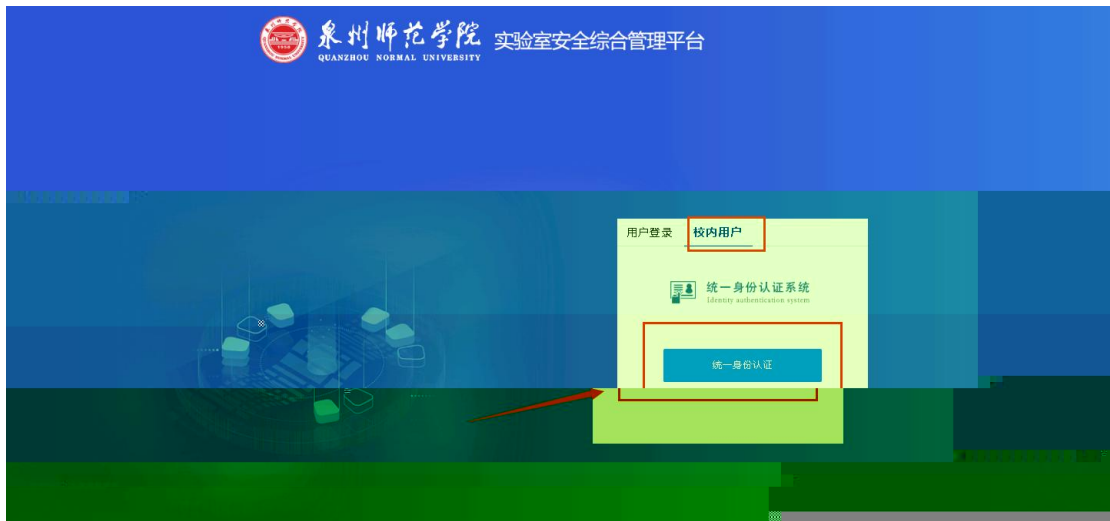 泉州师范学院 实验室安全综合管理平台
QUANZHOU NORMAL UNIVERSITY
用户登录 校内用户
统一身份认证系统
Identity authentication system
统一身份认证